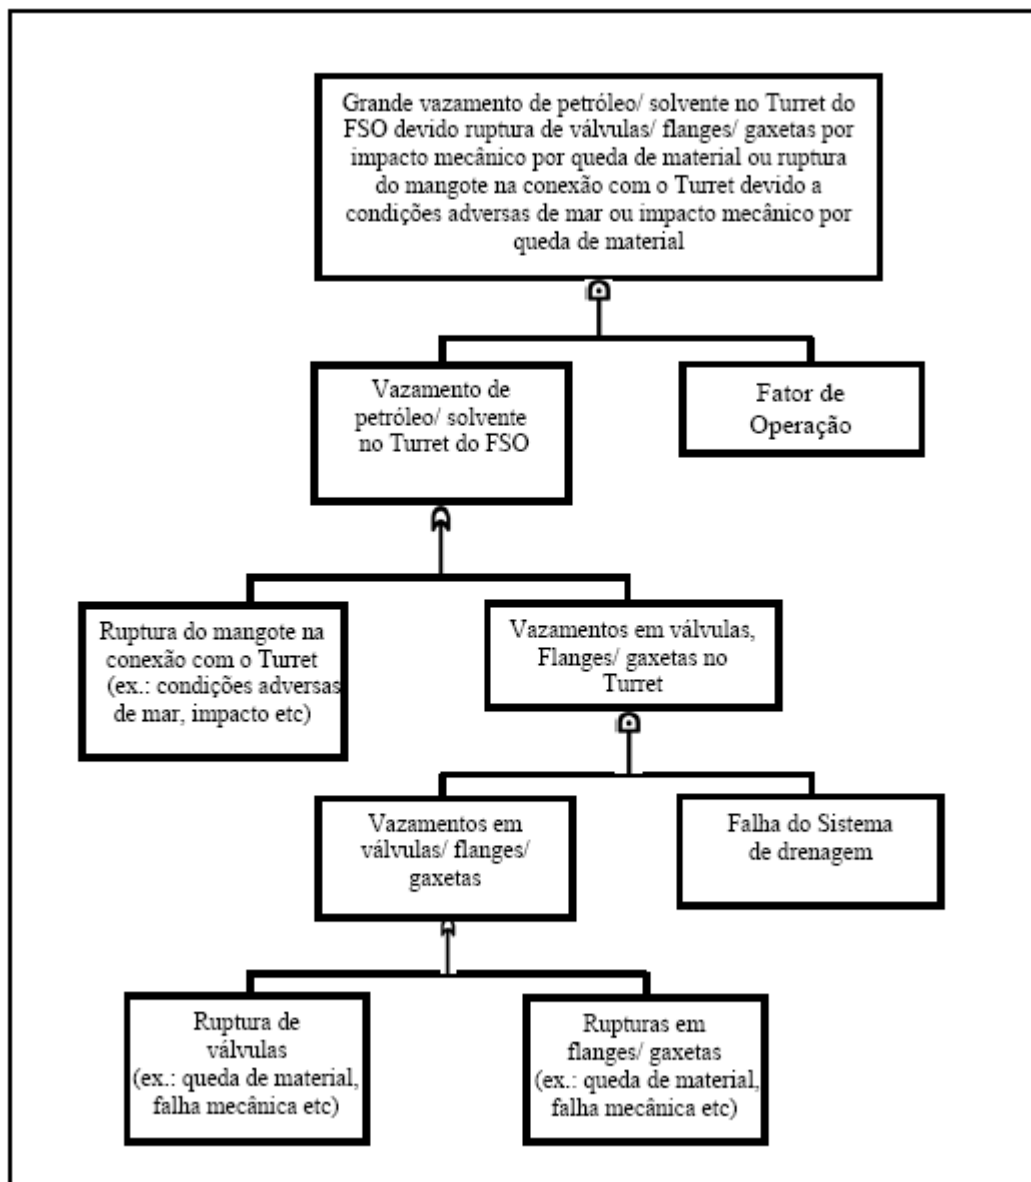 Grande vazamento de petróleo/ solvente no Turret do
FSO devido ruptura de válvulas/ flanges/ gaxetas por
impacto mecânico por queda de material ou ruptura
do mangote na conexão com o Turret devido a
condições adversas de mar ou impacto mecânico por
queda de material
Vazamento de
petróleo/ solvente
no Turret do FSO
Fator de
Operação
Ruptura do mangote na
conexão com o Turret
(ex.: condições adversas
de mar, impacto etc)
Vazamentos em válvulas,
Flanges/ gaxetas no
Turret
Vazamentos em
válvulas/ flanges/
gaxetas
Falha do Sistema
de drenagem
Ruptura de
válvulas
(ex.: queda de material,
falha mecânica etc)
Rupturas em
flanges/ gaxetas
(ex.: queda de material,
falha mecânica etc)